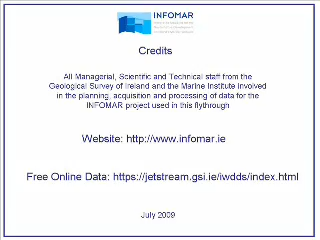 INFOMAR
Credits
All Managerial, Scientific and Technical staff from the
Geological Survey of Ireland and the Marine Institute involved
in the planning, acquisition and processing of data for the
INFOMAR project used in this flythrough
Website: http://www.infomar.ie
Free Online Data: https://jetstream.gsi.ie/iwdds/index.html
July 2009